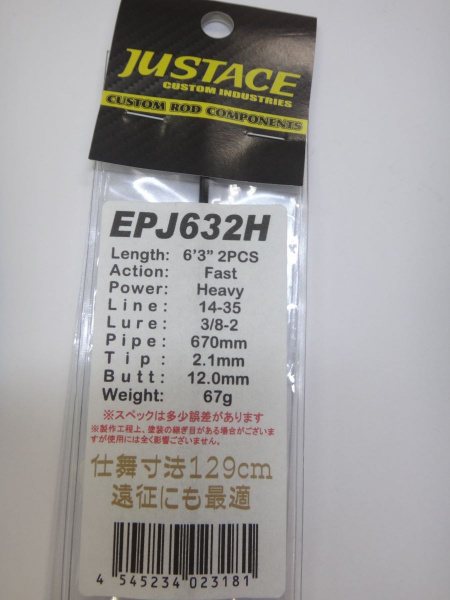 JUSTACE
CUSTOM INDUSTRIES
CUSTOM ROD COMPONENTS
EPJ632H
Length: 6'3" 2PCS
Action: Fast
Power: Heavy
Line: 14-35
Lure: 3/8-2
Pipe: 670mm
Tip: 2.1mm
Butt: 12.0mm
Weight: 67g
※スペックは多少誤差があります
※製作工程上、塗装の継ぎ目がある場合がございま
すが使用には全く影響ございません。
仕舞寸法129cm
遠征にも最適
4 545234 023181